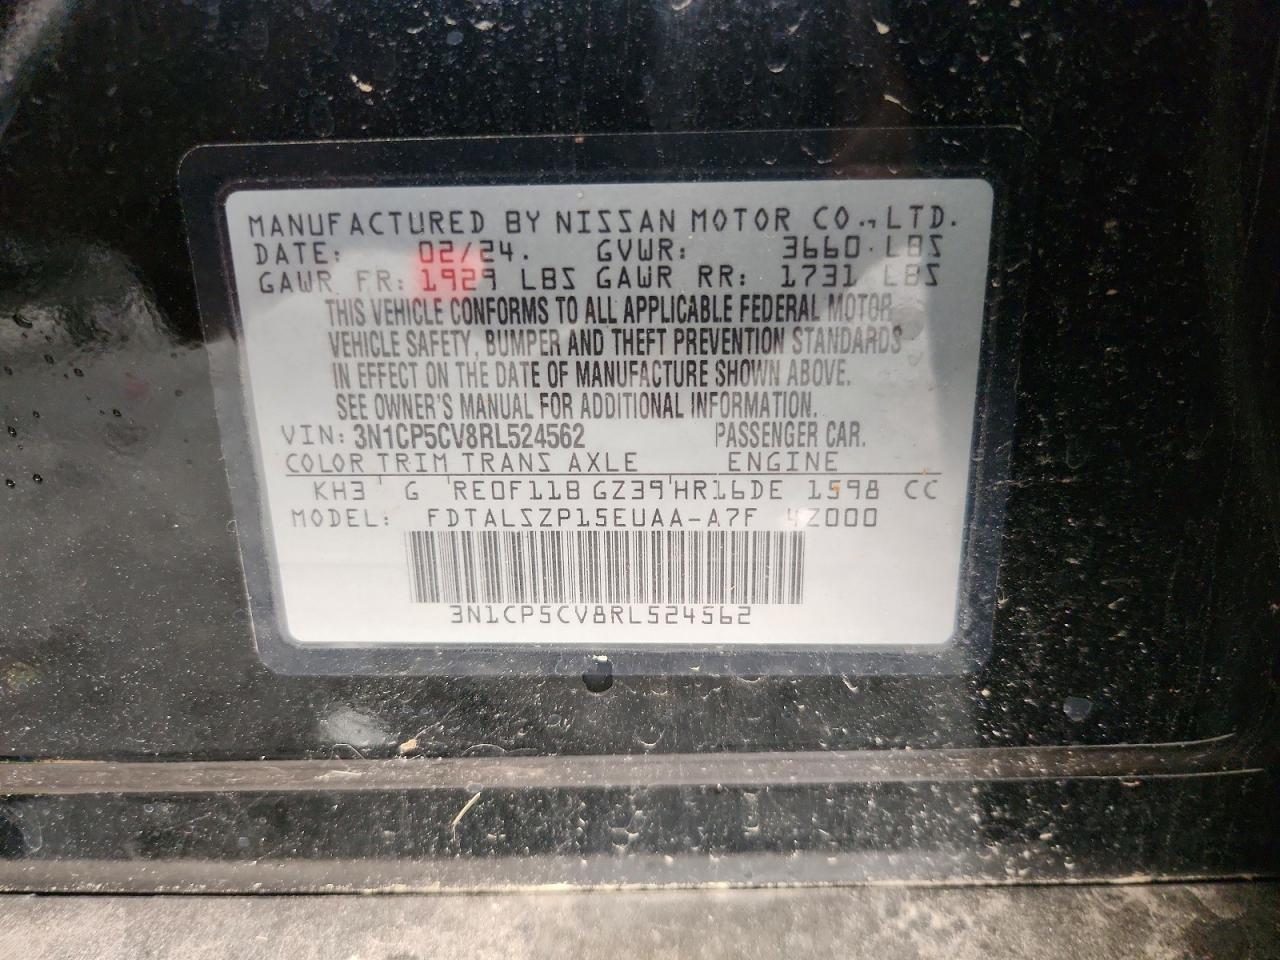 MANUFACTURED BY NISSAN MOTOR CO.,LTD.
DATE: 02/24. GVWR: 3660 LBS
GAWR FR: 1929 LBS GAWR RR: 1731 LBS
THIS VEHICLE CONFORMS TO ALL APPLICABLE FEDERAL MOTOR
VEHICLE SAFETY, BUMPER AND THEFT PREVENTION STANDARDS
IN EFFECT ON THE DATE OF MANUFACTURE SHOWN ABOVE.
SEE OWNER'S MANUAL FOR ADDITIONAL INFORMATION.
VIN: 3N1CP5CV8RL524562 PASSENGER CAR.
COLOR TRIM TRANS AXLE ENGINE
KH3 G RE0F11B GZ39 HR16DE 1598 CC
MODEL: FDTALSZP15EUAA-A7F 4Z000
3N1CP5CV8RL524562